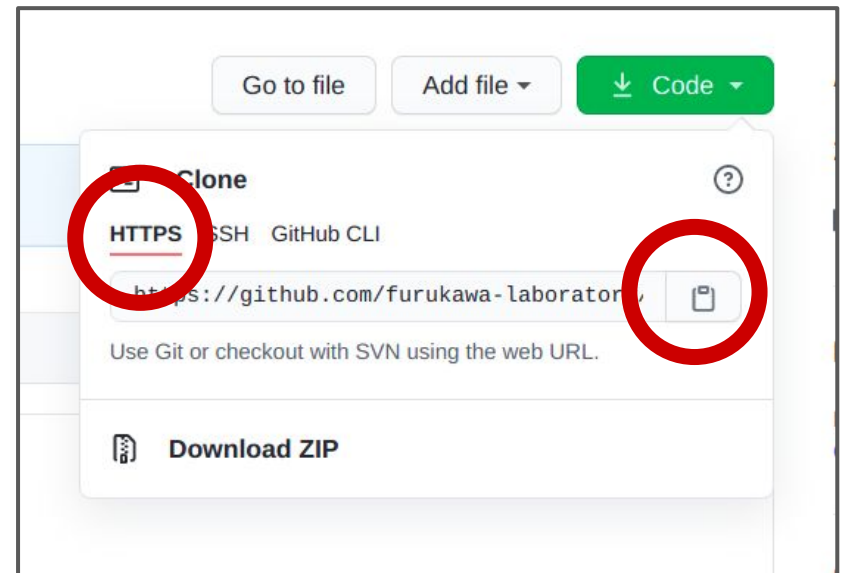 Go to file
Add file
Code
Clone
HTTPS SSH GitHub CLI
https://github.com/furukawa-laborator
Use Git or checkout with SVN using the web URL.
Download ZIP